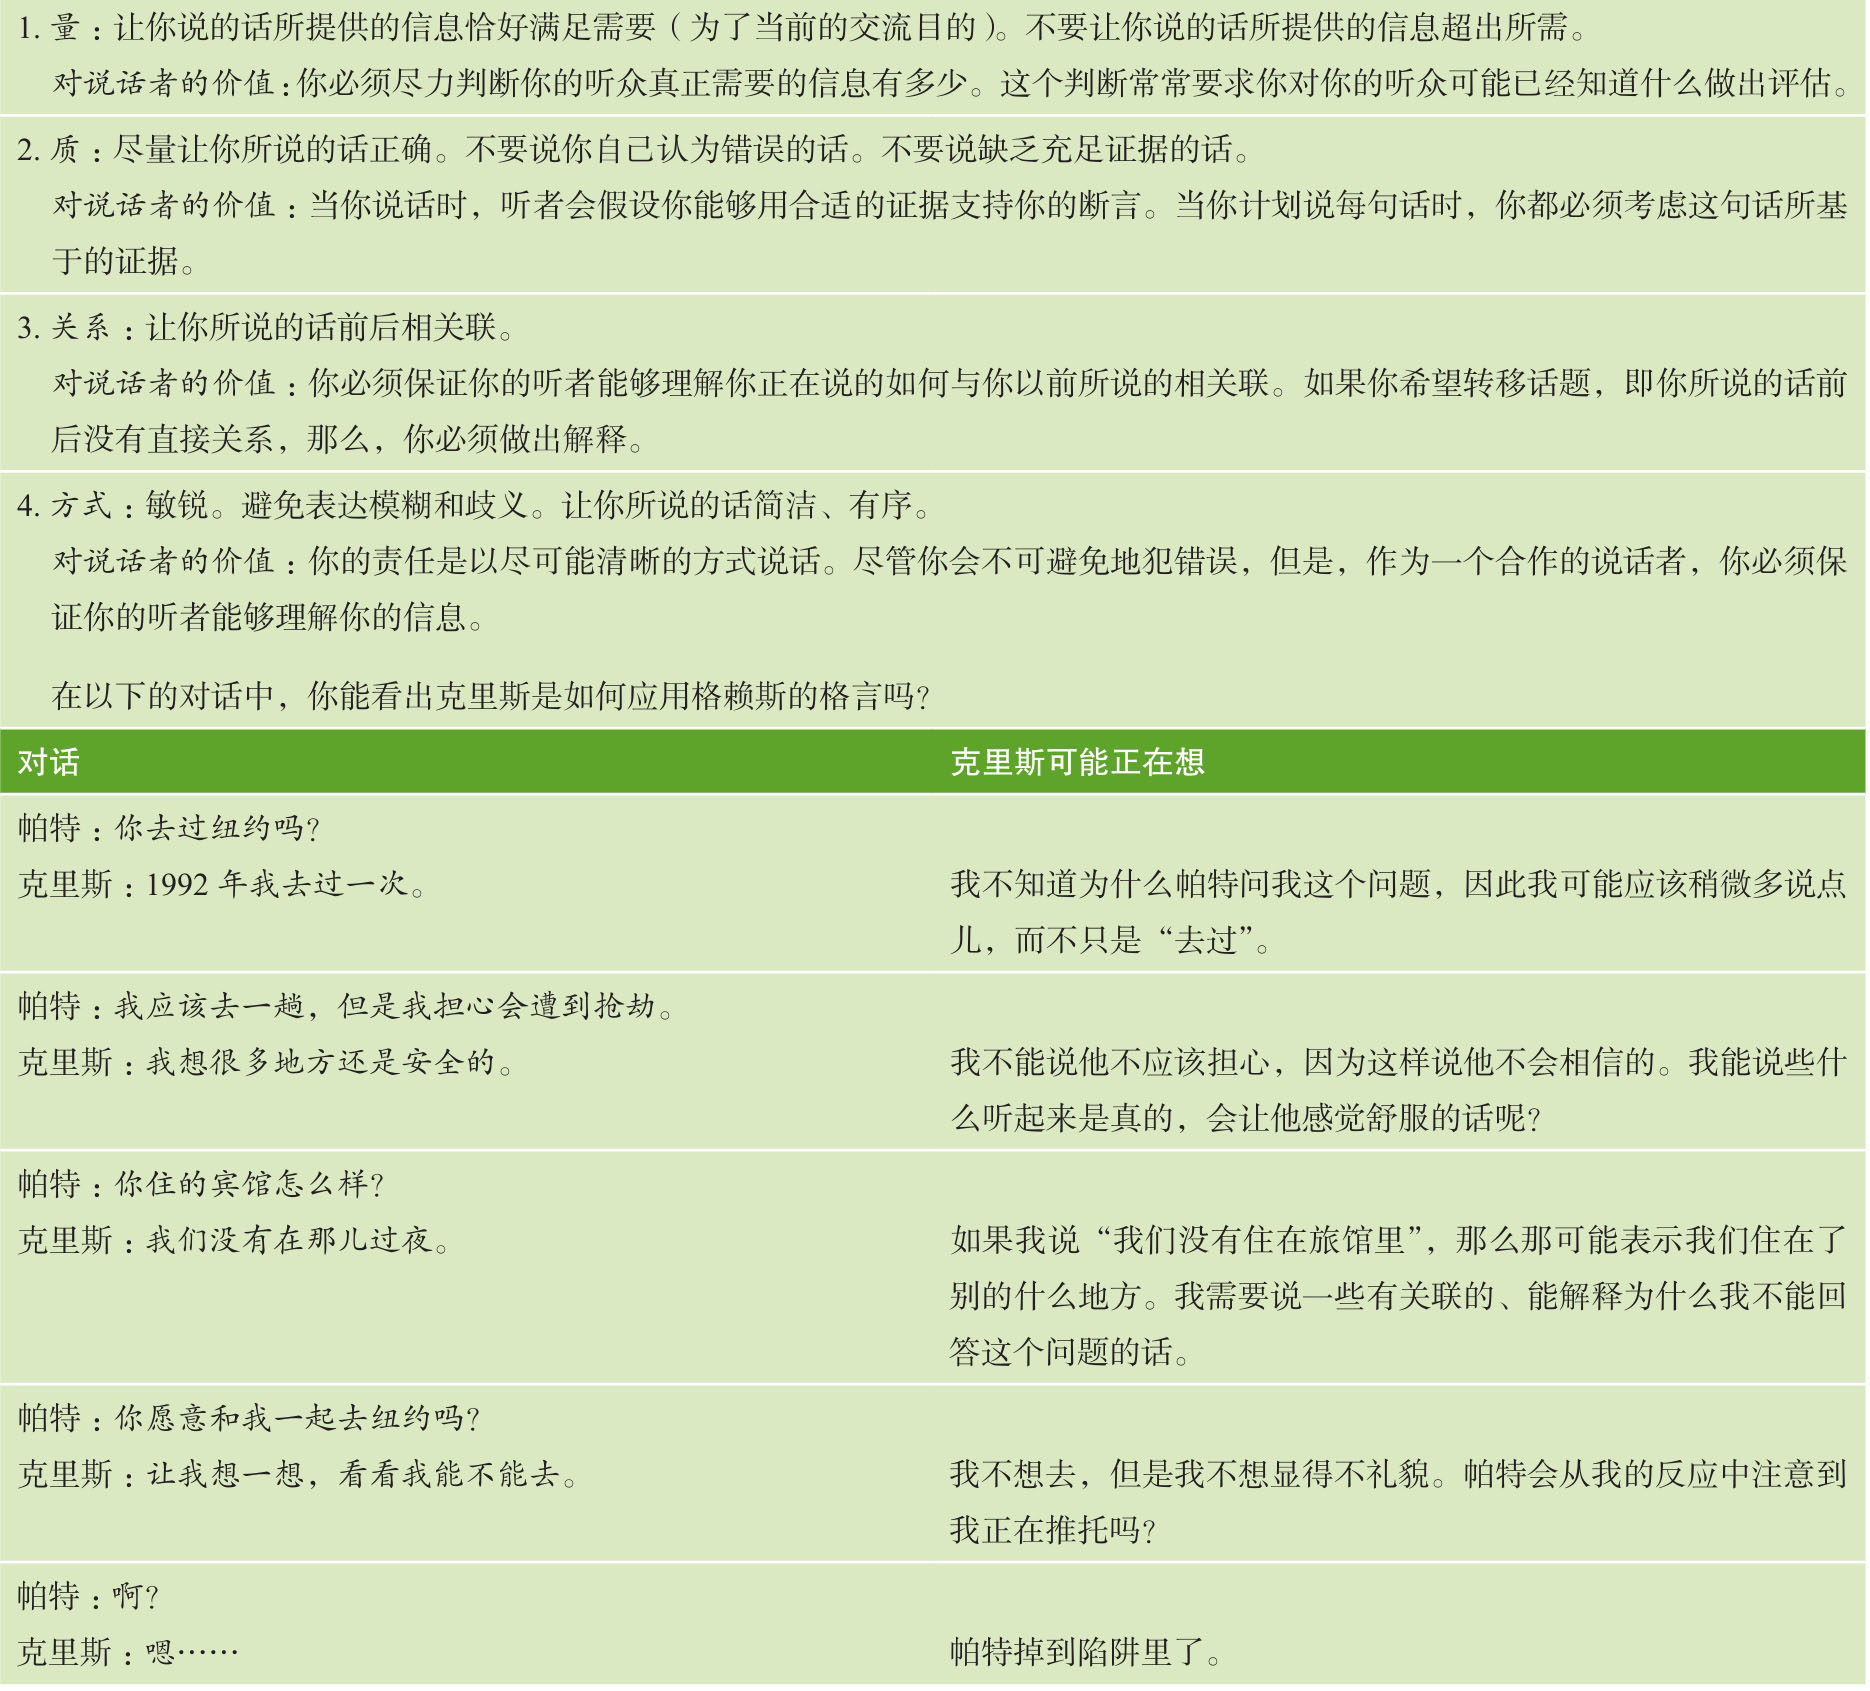 1. 量：让你说的话所提供的信息恰好满足需要（为了当前的交流目的）。不要让你说的话所提供的信息超出所需。
对说话者的价值：你必须尽力判断你的听众真正需要的信息有多少。这个判断常常要求你对你的听众可能已经知道什么做出评估。
2. 质：尽量让你所说的话正确。不要说你自己认为错误的话。不要说缺乏充足证据的话。
对说话者的价值：当你说话时，听者会假设你能够用合适的证据支持你的断言。当你计划说每句话时，你都必须考虑这句话所基
于的证据。
3. 关系：让你所说的话前后相关联。
对说话者的价值：你必须保证你的听者能够理解你正在说的如何与你以前所说的相关联。如果你希望转移话题，即你所说的话前
后没有直接关系，那么，你必须做出解释。
4. 方式：敏锐。避免表达模糊和歧义。让你所说的话简洁、有序。
对说话者的价值：你的责任是以尽可能清晰的方式说话。尽管你会不可避免地犯错误，但是，作为一个合作的说话者，你必须保
证你的听者能够理解你的信息。
在以下的对话中，你能看出克里斯是如何应用格赖斯的格言吗？
对话
克里斯可能正在想
帕特：你去过纽约吗？
克里斯：1992 年我去过一次。
我不知道为什么帕特问我这个问题，因此我可能应该稍微多说点
儿，而不只是“去过”。
帕特：我应该去一趟，但是我担心会遭到抢劫。
克里斯：我想很多地方还是安全的。
我不能说他不应该担心，因为这样说他不会相信的。我能说些什
么听起来是真的，会让他感觉舒服的话呢？
帕特：你住的宾馆怎么样？
克里斯：我们没有在那儿过夜。
如果我说“我们没有住在旅馆里”，那么那可能表示我们住在了
别的什么地方。我需要说一些有关联的、能解释为什么我不能回
答这个问题的话。
帕特：你愿意和我一起去纽约吗？
克里斯：让我想一想，看看我能不能去。
我不想去，但是我不想显得不礼貌。帕特会从我的反应中注意到
我正在推托吗？
帕特：啊？
克里斯：嗯……
帕特掉到陷阱里了。